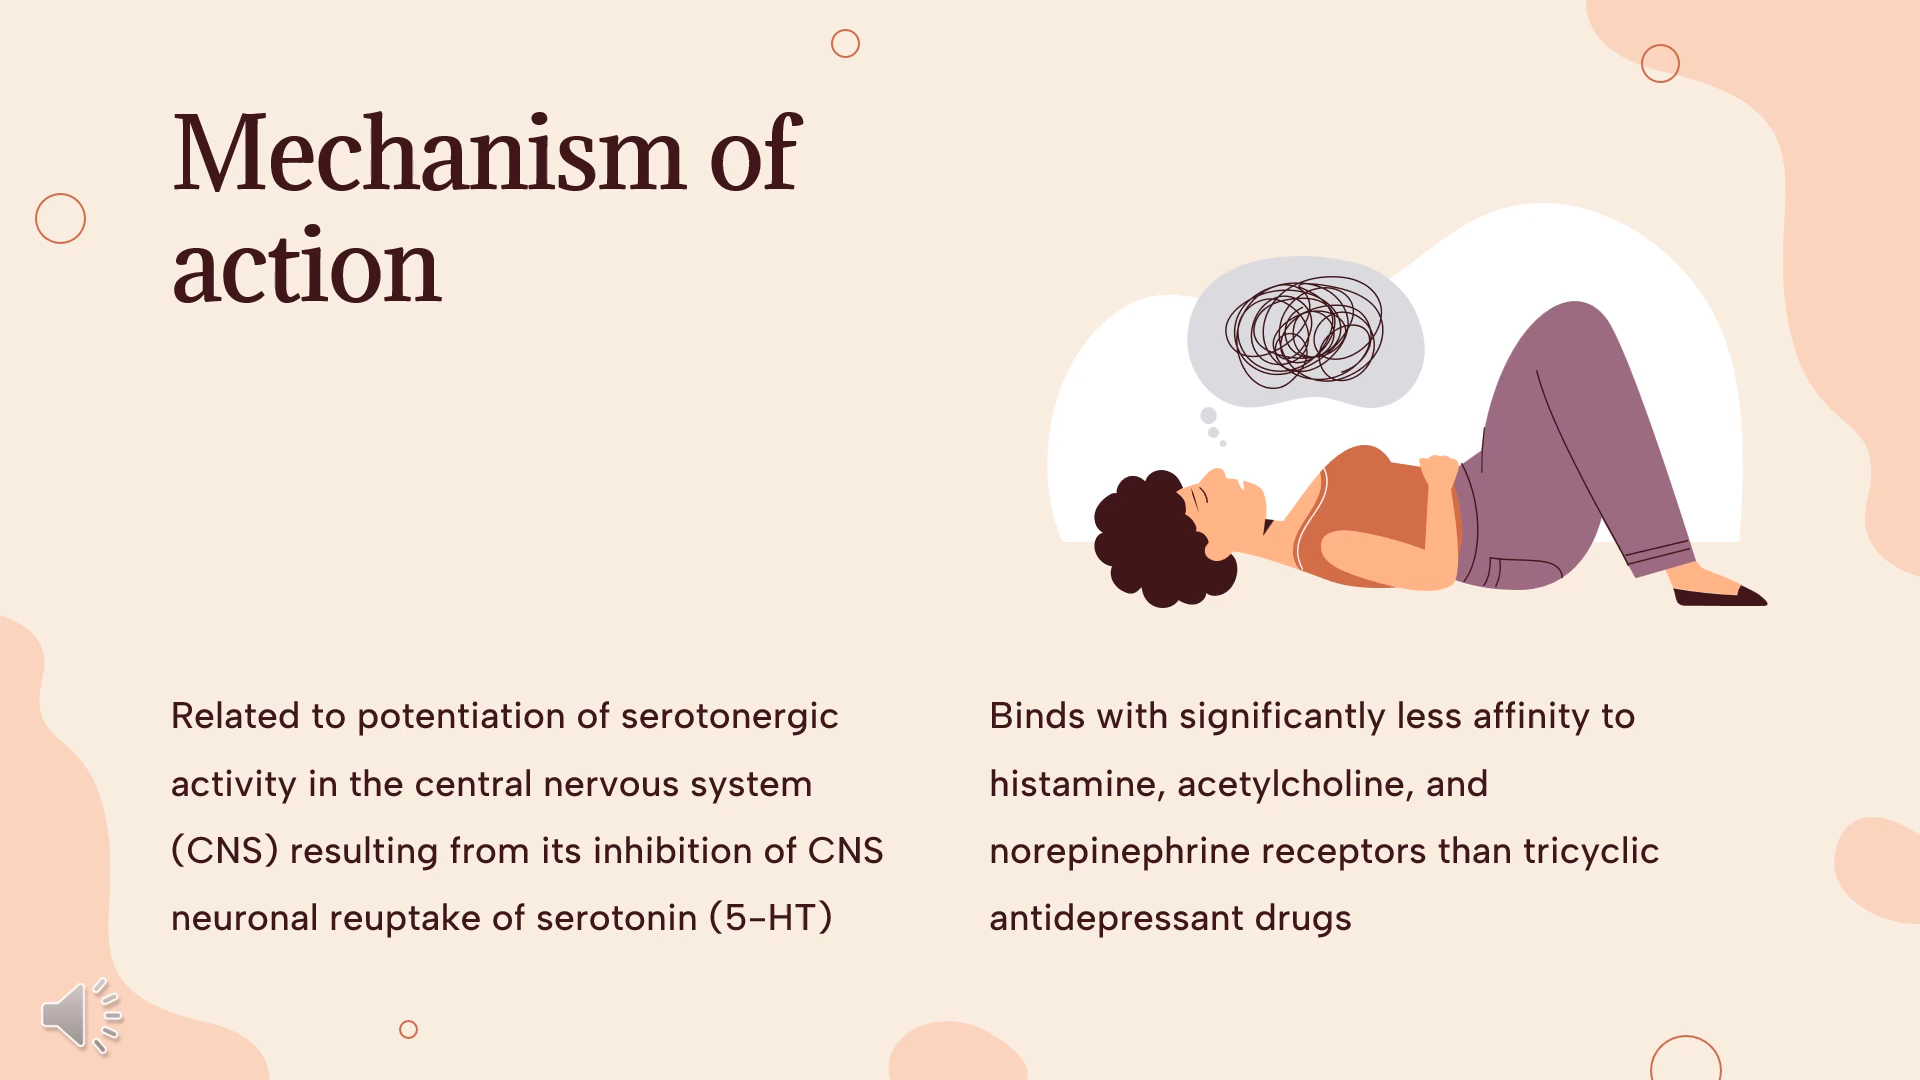 Mechanism of
action
Related to potentiation of serotonergic
activity in the central nervous system
(CNS) resulting from its inhibition of CNS
neuronal reuptake of serotonin (5-HT)
Binds with significantly less affinity to
histamine, acetylcholine, and
norepinephrine receptors than tricyclic
antidepressant drugs